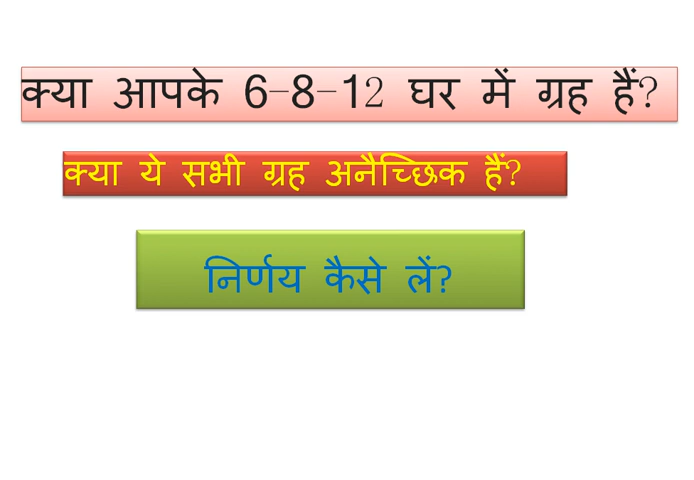 क्या आपके 6-8-12 घर में ग्रह हैं?
क्या ये सभी ग्रह अनैच्छिक हैं?
निर्णय कैसे लें?